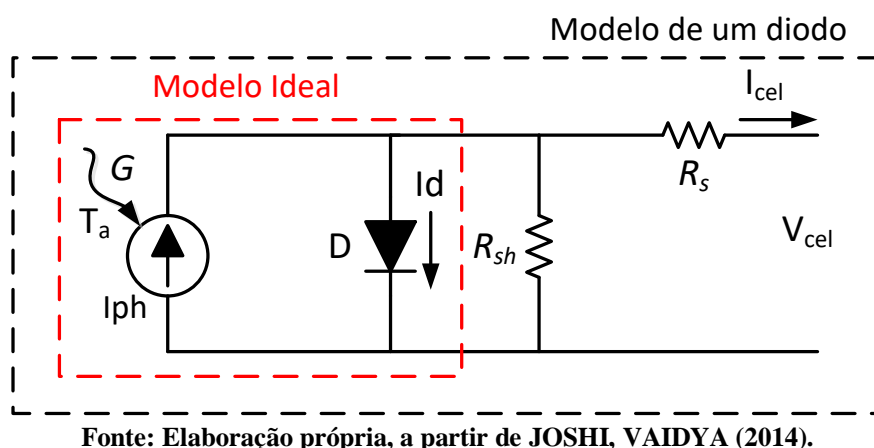 Modelo de um diodo
Modelo Ideal
I_cel
G
T_a
Id
D
R_sh
R_s
V_cel
Iph
Fonte: Elaboração própria, a partir de JOSHI, VAIDYA (2014).